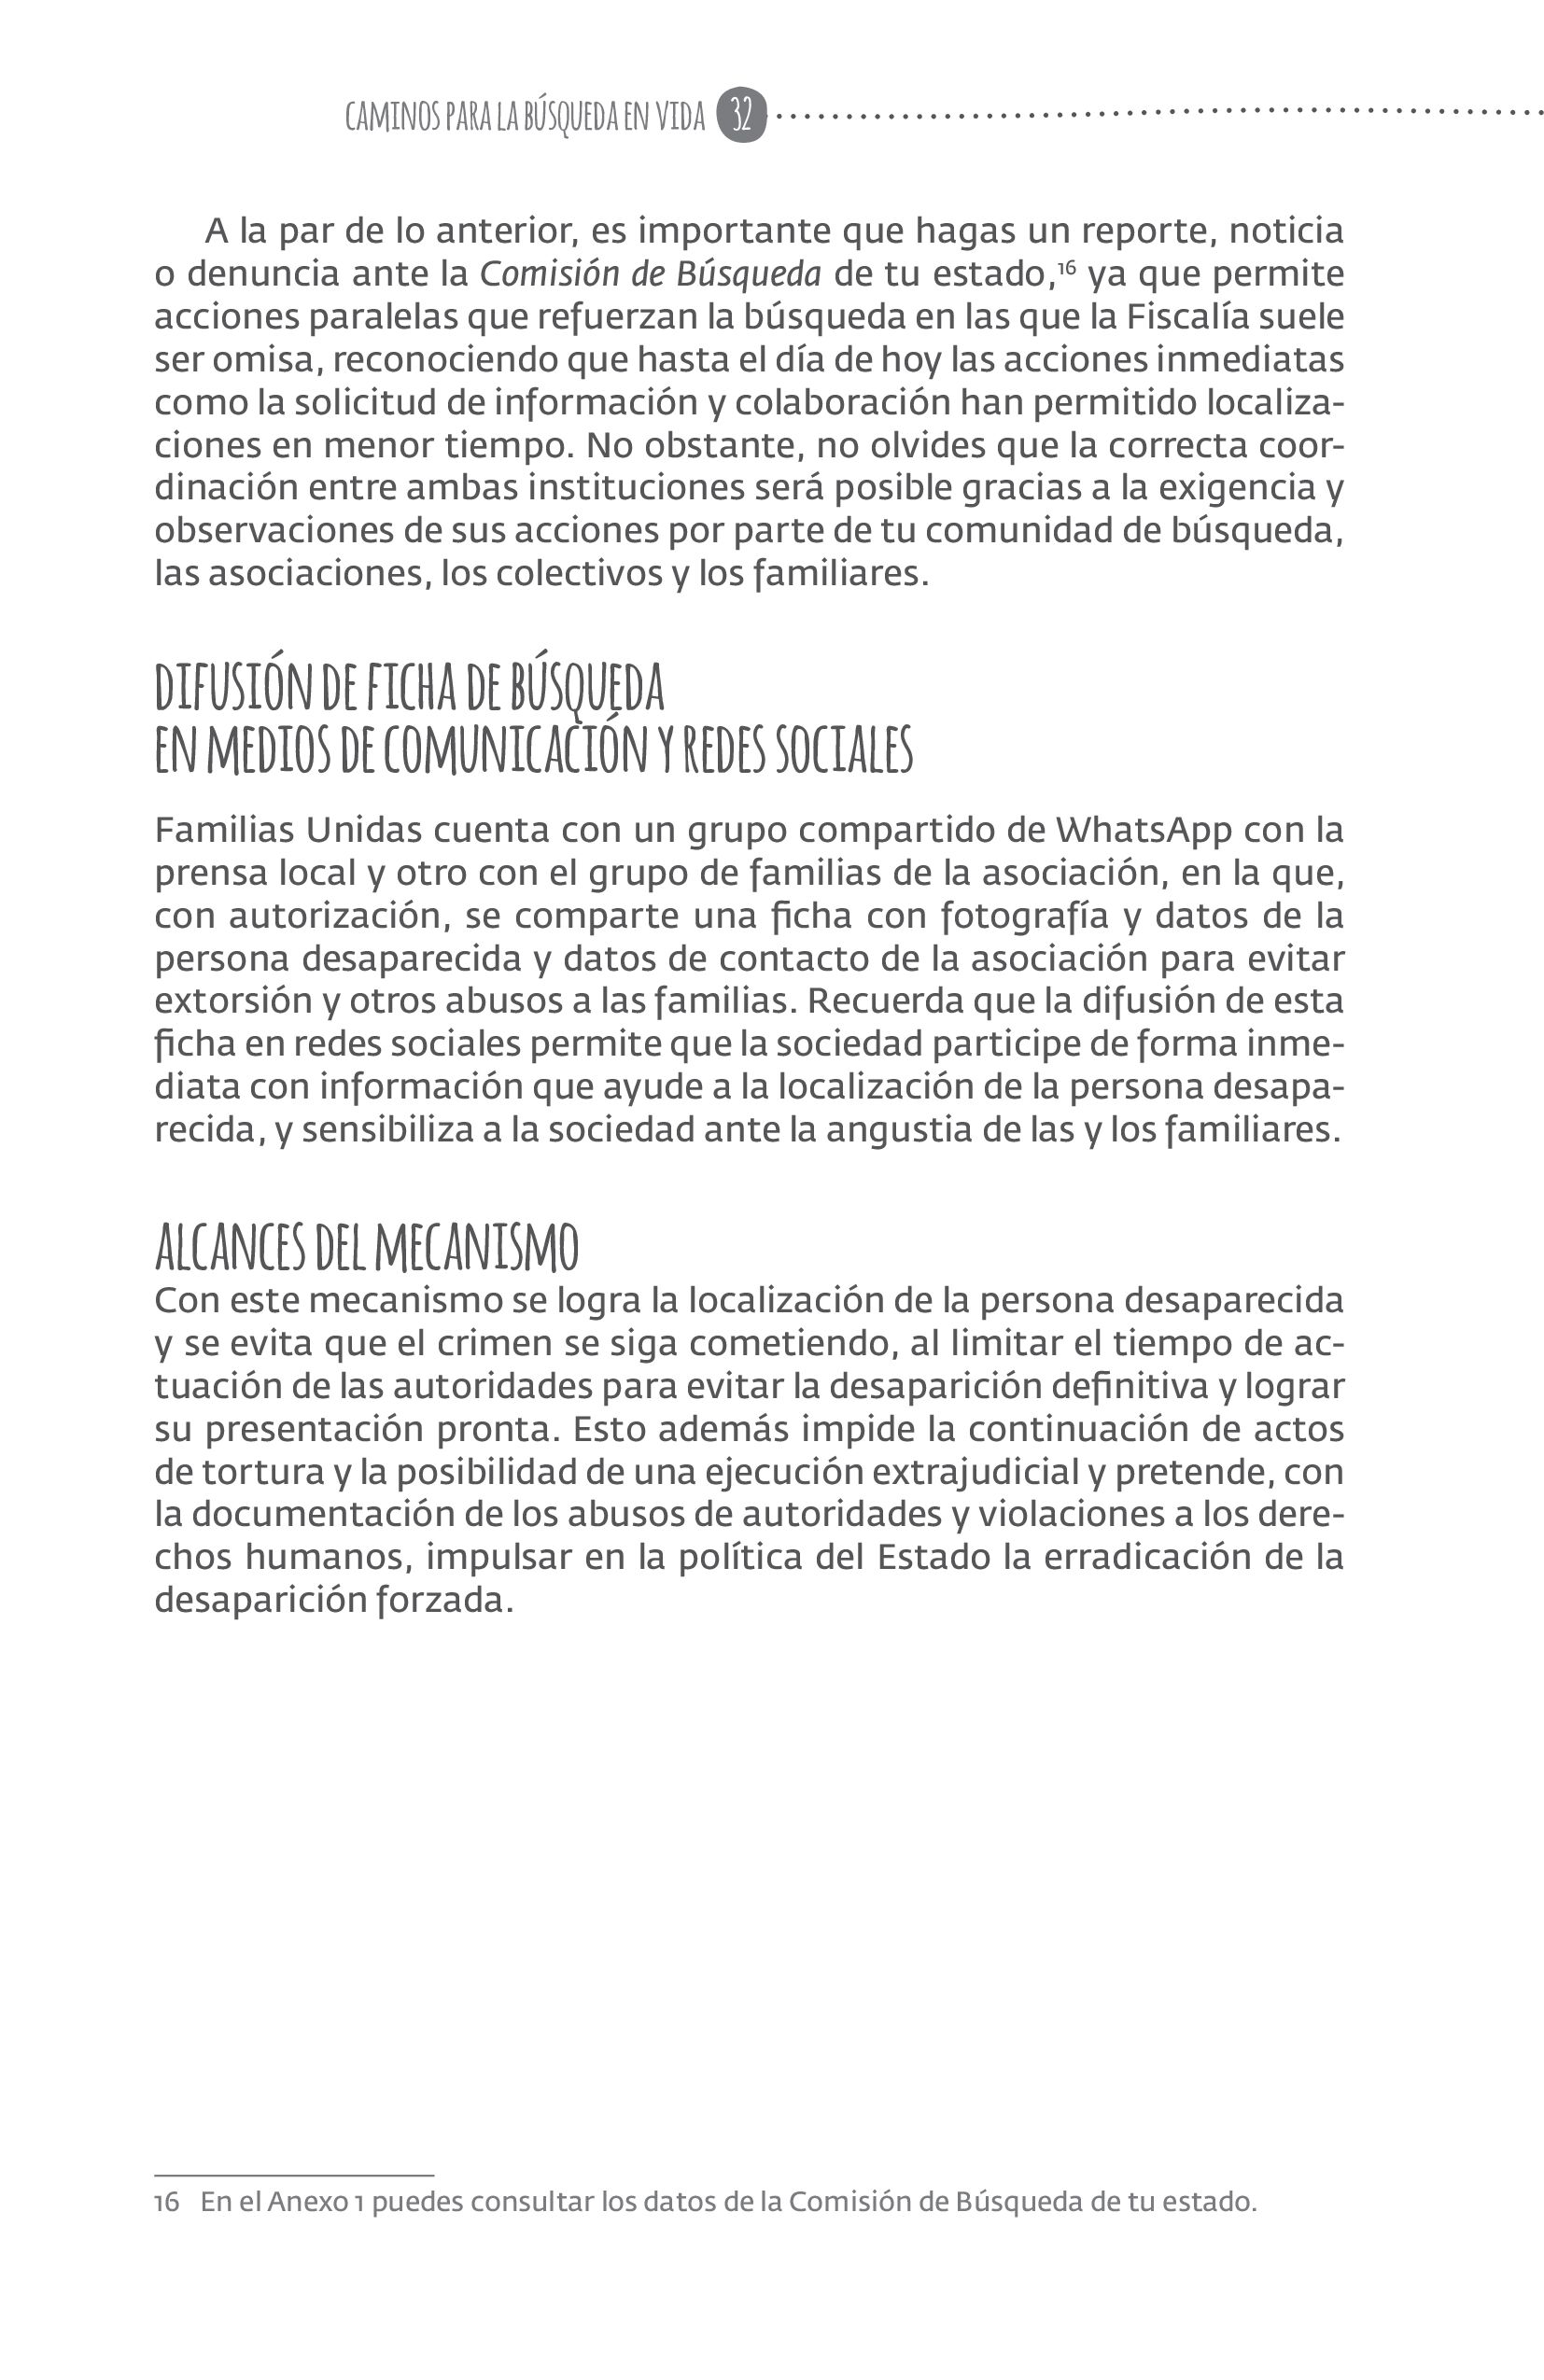 CAMINOS PARA LA BÚSQUEDA EN VIDA 32
A la par de lo anterior, es importante que hagas un reporte, noticia
o denuncia ante la Comisión de Búsqueda de tu estado,16 ya que permite
acciones paralelas que refuerzan la búsqueda en las que la Fiscalía suele
ser omisa, reconociendo que hasta el día de hoy las acciones inmediatas
como la solicitud de información y colaboración han permitido localiza-
ciones en menor tiempo. No obstante, no olvides que la correcta coor-
dinación entre ambas instituciones será posible gracias a la exigencia y
observaciones de sus acciones por parte de tu comunidad de búsqueda,
las asociaciones, los colectivos y los familiares.
DIFUSIÓN DE FICHA DE BÚSQUEDA
EN MEDIOS DE COMUNICACIÓN Y REDES SOCIALES
Familias Unidas cuenta con un grupo compartido de WhatsApp con la
prensa local y otro con el grupo de familias de la asociación, en la que,
con autorización, se comparte una ficha con fotografía y datos de la
persona desaparecida y datos de contacto de la asociación para evitar
extorsión y otros abusos a las familias. Recuerda que la difusión de esta
ficha en redes sociales permite que la sociedad participe de forma inme-
diata con información que ayude a la localización de la persona desapa-
recida, y sensibiliza a la sociedad ante la angustia de las y los familiares.
ALCANCES DEL MECANISMO
Con este mecanismo se logra la localización de la persona desaparecida
y se evita que el crimen se siga cometiendo, al limitar el tiempo de ac-
tuación de las autoridades para evitar la desaparición definitiva y lograr
su presentación pronta. Esto además impide la continuación de actos
de tortura y la posibilidad de una ejecución extrajudicial y pretende, con
la documentación de los abusos de autoridades y violaciones a los dere-
chos humanos, impulsar en la política del Estado la erradicación de la
desaparición forzada.
16 En el Anexo 1 puedes consultar los datos de la Comisión de Búsqueda de tu estado.